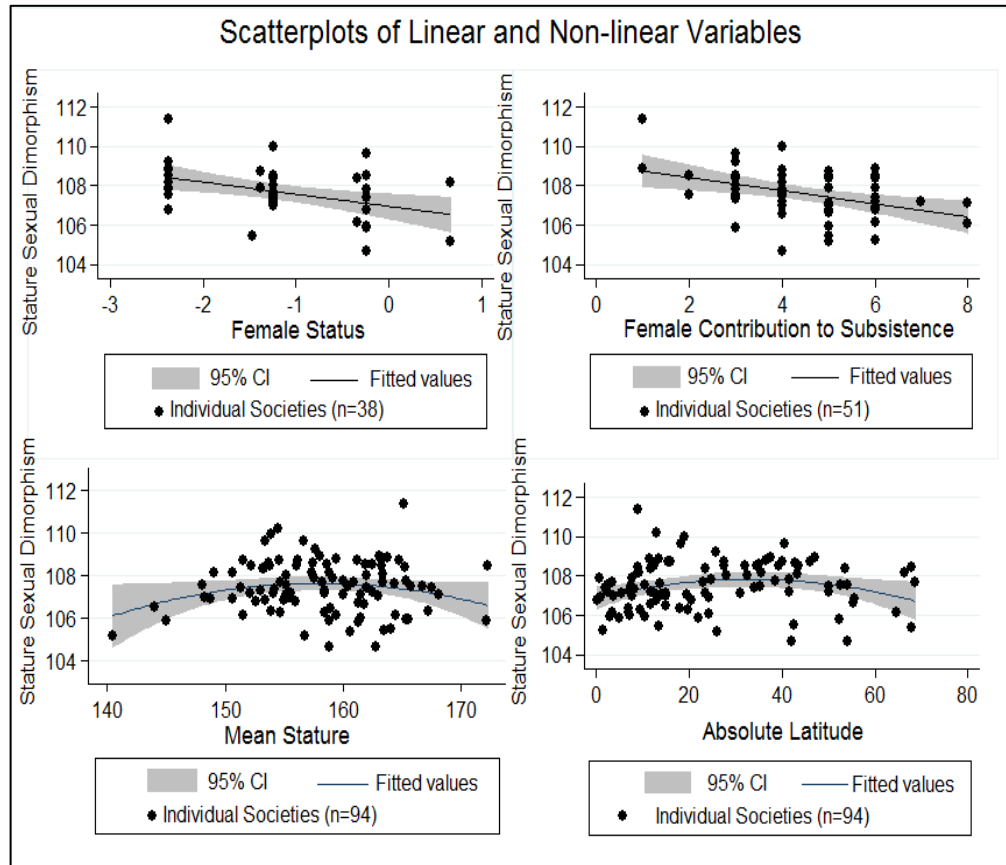 Scatterplots of Linear and Non-linear Variables
Stature Sexual Dimorphism
112
110
108
106
104
-3 -2 -1 0 1
Female Status
95% CI Fitted values
Individual Societies (n=38)
Stature Sexual Dimorphism
112
110
108
106
104
0 2 4 6 8
Female Contribution to Subsistence
95% CI Fitted values
Individual Societies (n=51)
Stature Sexual Dimorphism
112
110
108
106
104
140 150 160 170
Mean Stature
95% CI Fitted values
Individual Societies (n=94)
Stature Sexual Dimorphism
112
110
108
106
104
0 20 40 60 80
Absolute Latitude
95% CI Fitted values
Individual Societies (n=94)